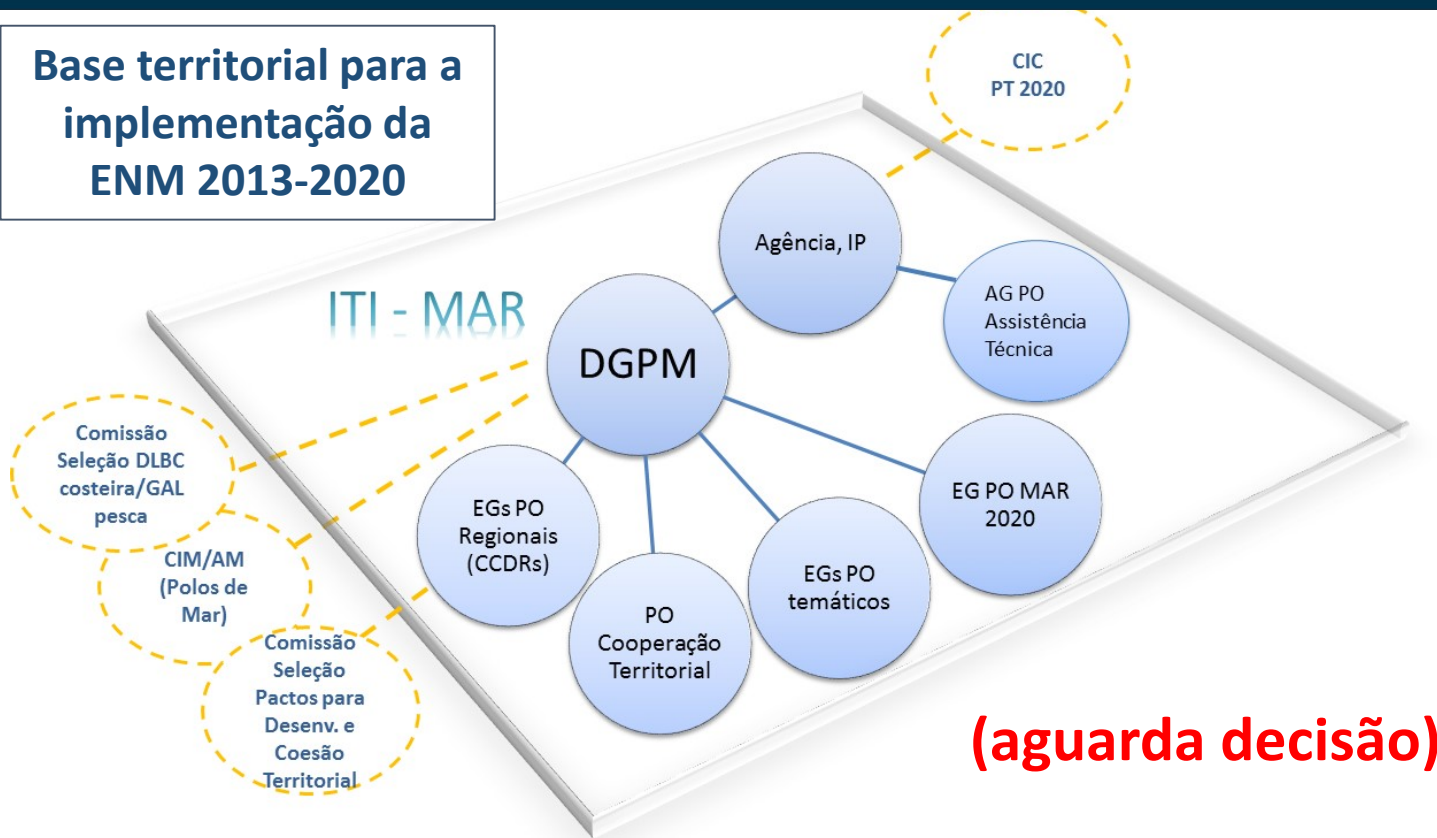 Base territorial para a
implementação da
ENM 2013-2020
CIC
PT 2020
Agência, IP
AG PO
Assistência
Técnica
ITI - MAR
DGPM
Comissão
Seleção DLBC
costeira/GAL
pesca
CIM/AM
(Polos de
Mar)
Comissão
Seleção
Pactos para
Desenv. e
Coesão
Territorial
EGs PO
Regionais
(CCDRs)
PO
Cooperação
Territorial
EGs PO
temáticos
EG PO MAR
2020
(aguarda decisão)